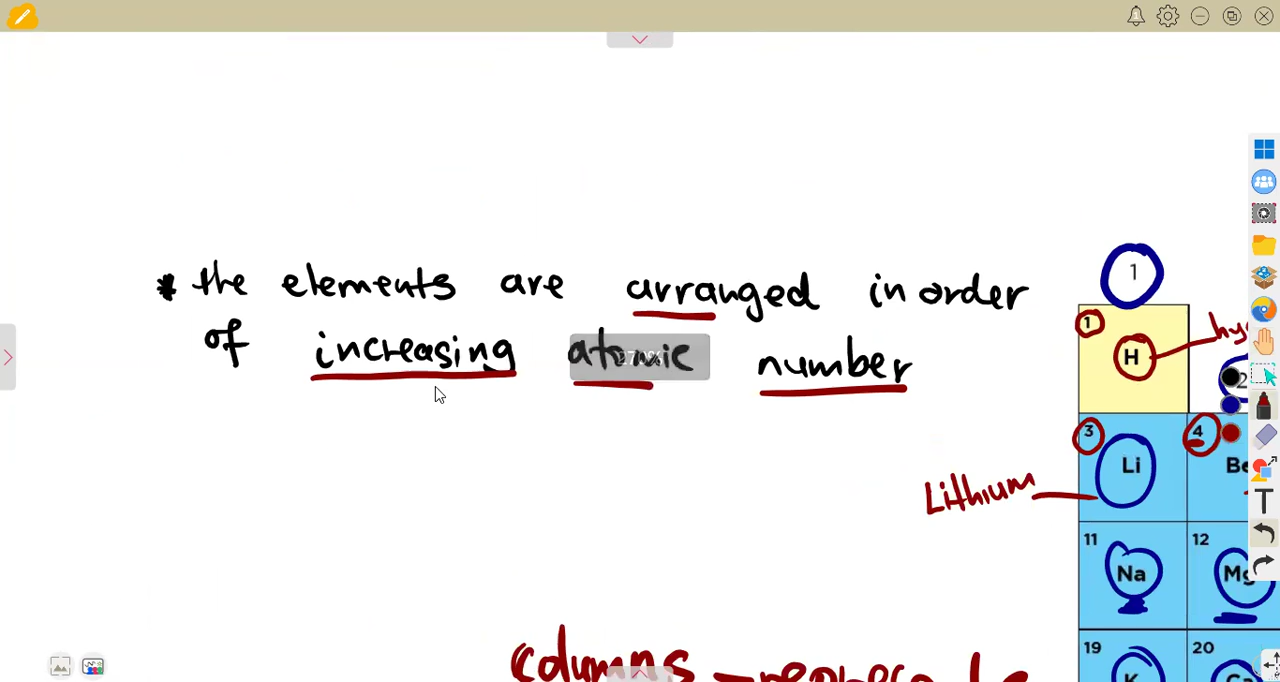 * the elements are arranged in order
of increasing atomic number
1
1
H
3
Li
4
Lithium
11
Na
12
Mg
19
20
columns